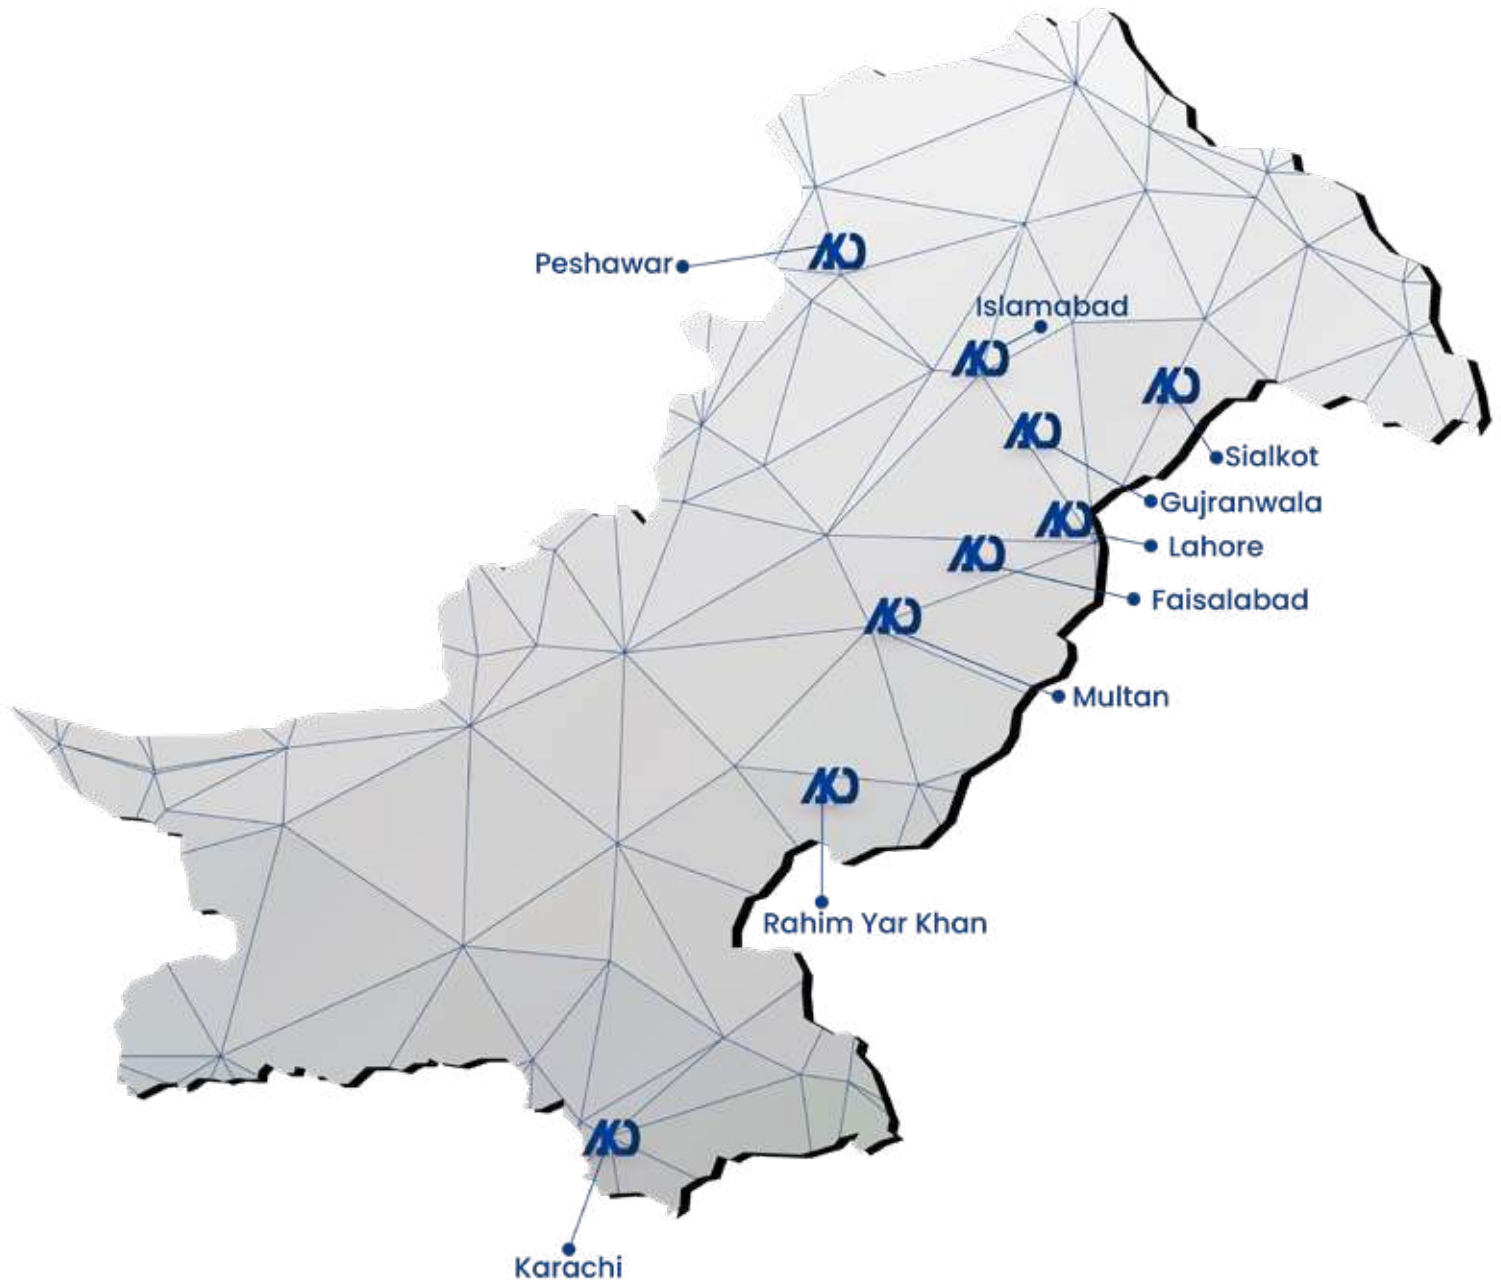 Peshawar
Islamabad
Sialkot
Gujranwala
Lahore
Faisalabad
Multan
Rahim Yar Khan
Karachi